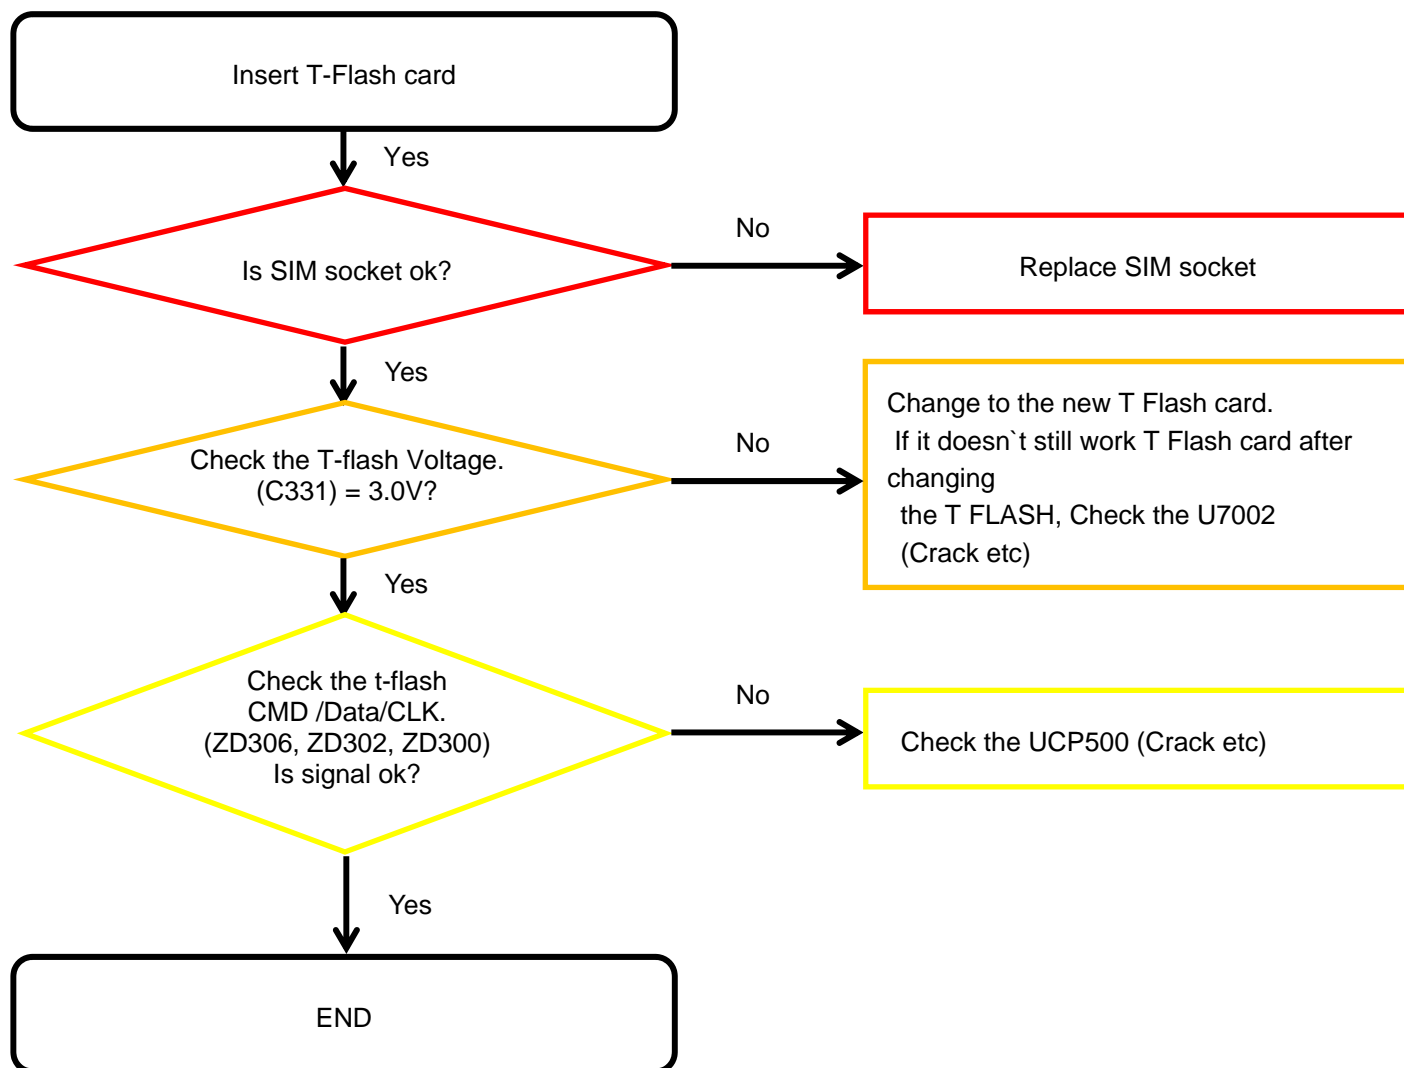 Insert T-Flash card
Yes
Is SIM socket ok?
No
Replace SIM socket
Yes
Check the T-flash Voltage.
(C331) = 3.0V?
No
Change to the new T Flash card.
If it doesn`t still work T Flash card after
changing
the T FLASH, Check the U7002
(Crack etc)
Yes
Check the t-flash
CMD /Data/CLK.
(ZD306, ZD302, ZD300)
Is signal ok?
No
Check the UCP500 (Crack etc)
Yes
END